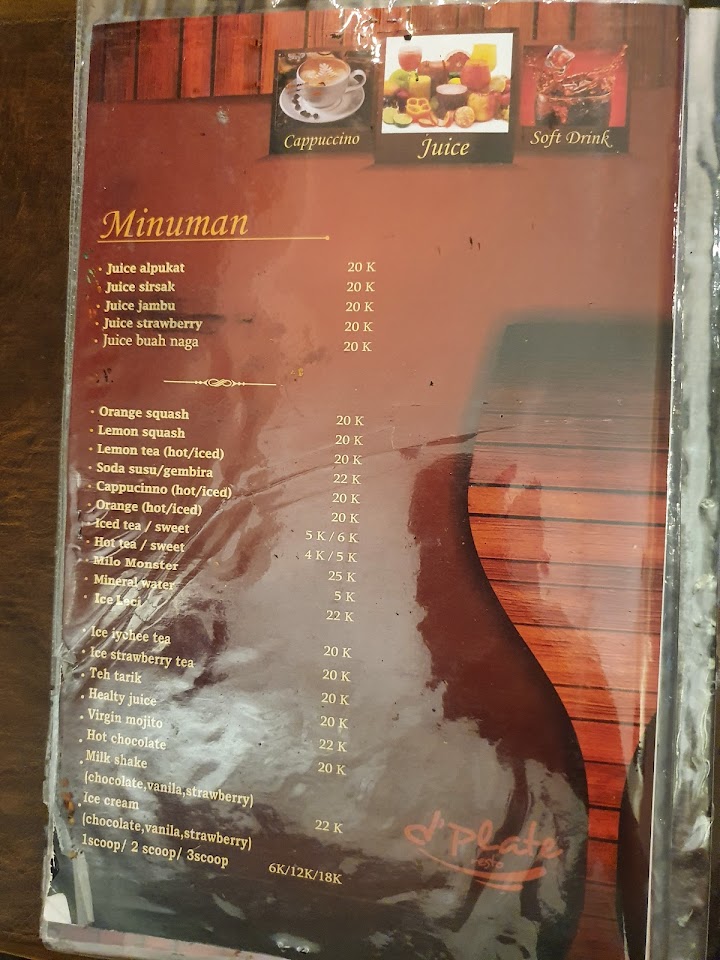 Cappuccino
Juice
Soft Drink
Minuman
· Juice alpukat 20 K
· Juice sirsak 20 K
· Juice jambu 20 K
· Juice strawberry 20 K
· Juice buah naga 20 K
· Orange squash 20 K
· Lemon squash 20 K
· Lemon tea (hot/iced) 20 K
· Soda susu/gembira 22 K
· Cappucinno (hot/iced) 20 K
· Orange (hot/iced) 20 K
· Iced tea / sweet 5 K / 6 K
· Hot tea / sweet 4 K / 5 K
· Milo Monster 25 K
· Mineral water 5 K
· Ice Leci 22 K
· Ice iychee tea 20 K
· Ice strawberry tea 20 K
· Teh tarik 20 K
· Healty juice 20 K
· Virgin mojito 22 K
· Hot chocolate 20 K
· Milk shake
(chocolate,vanila,strawberry) 22 K
· Ice cream
(chocolate,vanila,strawberry)
1scoop/ 2 scoop/ 3scoop 6K/12K/18K
d'Plate
resto